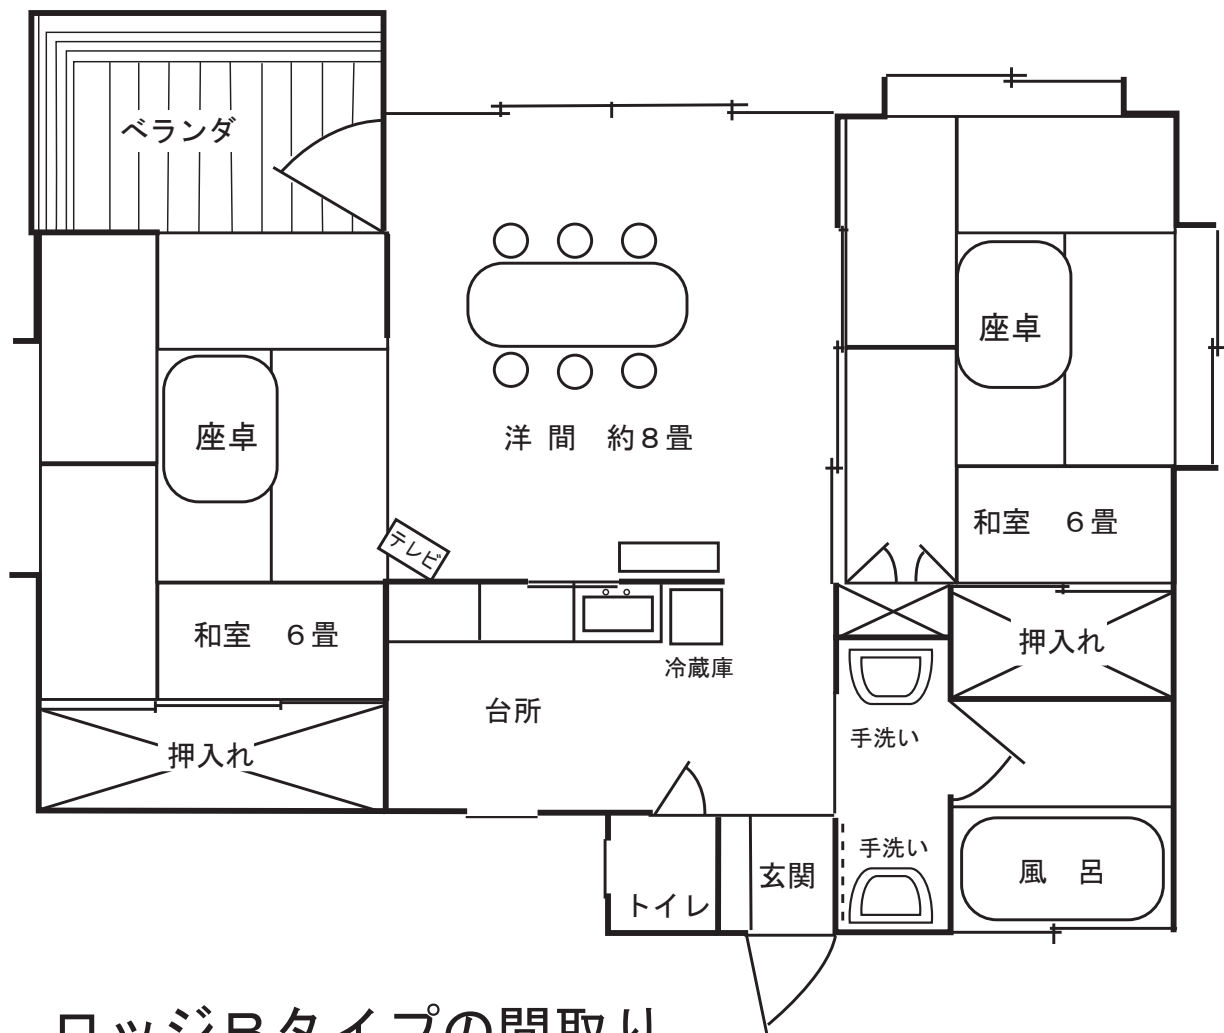 ベランダ
座卓
座卓
洋間 約8畳
和室 6畳
テレビ
和室 6畳
冷蔵庫
押入れ
台所
手洗い
押入れ
手洗い
玄関
風呂
トイレ
ロッジBタイプの間取り